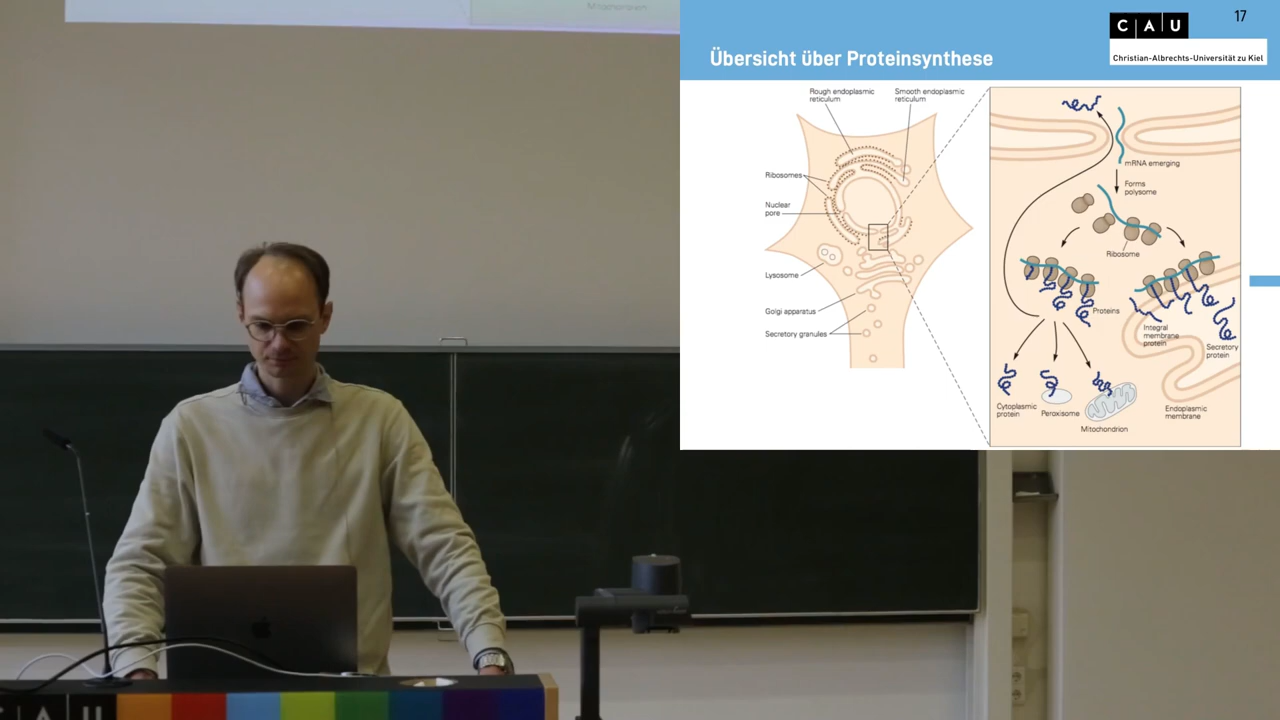 Mitochondrien
17
CAU
Christian-Albrechts-Universität zu Kiel
Übersicht über Proteinsynthese
Rough endoplasmic
reticulum
Smooth endoplasmic
reticulum
Ribosomes
Nuclear
pore
Lysosome
Golgi apparatus
Secretory granules
mRNA emerging
Forms
polysome
Ribosome
Proteins
Integral
membrane
protein
Secretory
protein
Cytoplasmic
protein
Peroxisome
Mitochondrion
Endoplasmic
membrane
CAU